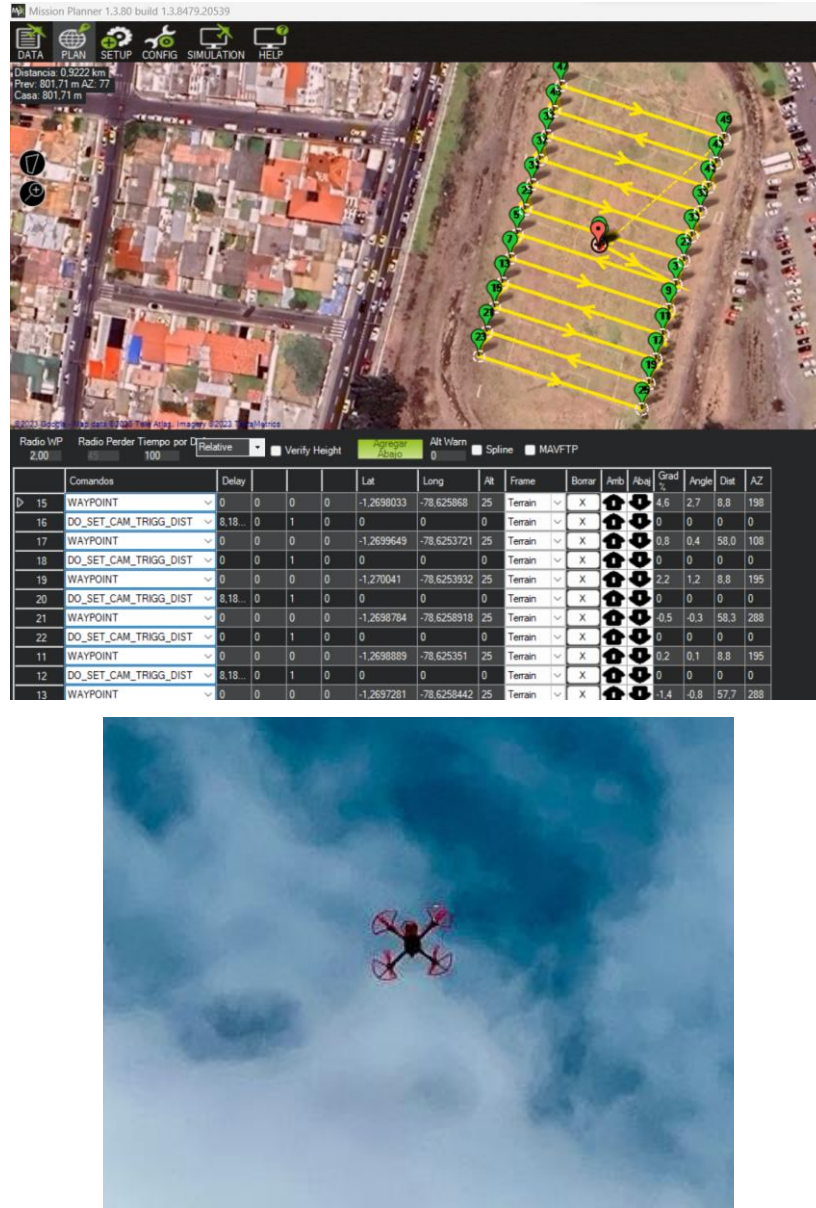 Mission Planner 1.3.80 build 1.3.8479.20539
DATA PLAN SETUP CONFIG SIMULATION HELP
Distancia: 0,9222 km
Prev: 801,71 m AZ: 77
Casa: 801,71 m
45
5
7
9
13
11
15
21
19
23
Radio WP Radio Perder Tiempo por D Relative Verify Height Agregar Abajo Alt Warn Spline MAVFTP
2.00 45 100 0
Comandos Delay Lat Long Alt Frame Borrar Arrib Abaj Grad % Angle Dist AZ
15 WAYPOINT 0 0 0 0 -1,2698033 -78,625868 25 Terrain X 4,6 2,7 8,8 198
16 DO_SET_CAM_TRIGG_DIST 8,18... 0 1 0 0 0 0 Terrain X 0 0 0 0
17 WAYPOINT 0 0 0 0 -1,2699649 -78,6253721 25 Terrain X 0,8 0,4 58,0 108
18 DO_SET_CAM_TRIGG_DIST 0 0 1 0 0 0 0 Terrain X 0 0 0 0
19 WAYPOINT 0 0 0 0 -1,270041 -78,6253932 25 Terrain X 2,2 1,2 8,8 195
20 DO_SET_CAM_TRIGG_DIST 8,18... 0 1 0 0 0 0 Terrain X 0 0 0 0
21 WAYPOINT 0 0 0 0 -1,2698784 -78,6258918 25 Terrain X -0,5 -0,3 58,3 288
22 DO_SET_CAM_TRIGG_DIST 0 0 1 0 0 0 0 Terrain X 0 0 0 0
11 WAYPOINT 0 0 0 0 -1,2698889 -78,625351 25 Terrain X 0,2 0,1 8,8 195
12 DO_SET_CAM_TRIGG_DIST 8,18... 0 1 0 0 0 0 Terrain X 0 0 0 0
13 WAYPOINT 0 0 0 0 -1,2697281 -78,6258442 25 Terrain X -1,4 -0,8 57,7 288